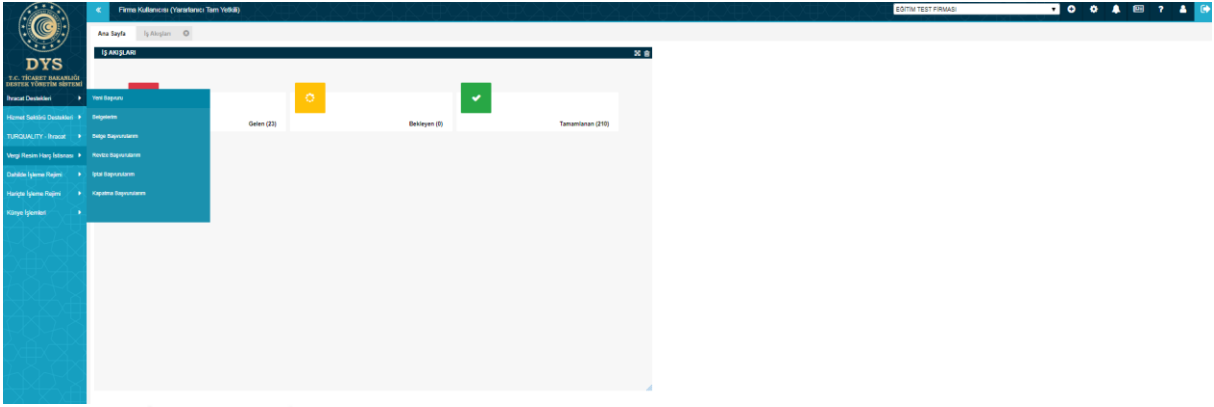 Firma Kullanıcısı (Yararlanıcı Tam Yetkili)
EĞİTİM TEST FİRMASI
?
Ana Sayfa
İş Akışları
İŞ AKIŞLARI
DYS
T.C. TİCARET BAKANLIĞI
DESTEK YÖNETİM SİSTEMİ
İhracat Destekleri
Hizmet Sektörü Destekleri
TURQUALITY - İhracat
Vergi Resim Harç İstisnası
Dahilde İşleme Rejimi
Hariçte İşleme Rejimi
Künye İşlemleri
Yeni Başvuru
Belgelerim
Belge Başvurularım
Revize Başvurularım
İptal Başvurularım
Kapatma Başvurularım
Gelen (23)
Bekleyen (0)
Tamamlanan (210)